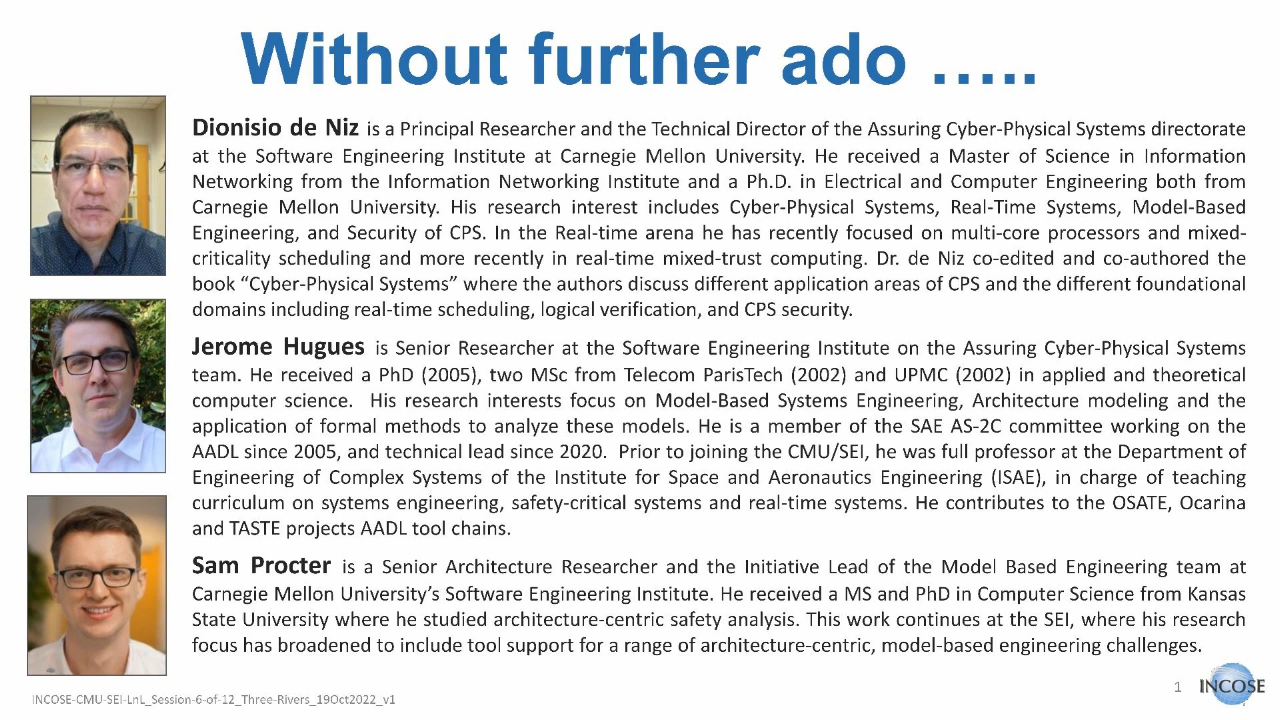 Without further ado …..
Dionisio de Niz is a Principal Researcher and the Technical Director of the Assuring Cyber-Physical Systems directorate
at the Software Engineering Institute at Carnegie Mellon University. He received a Master of Science in Information
Networking from the Information Networking Institute and a Ph.D. in Electrical and Computer Engineering both from
Carnegie Mellon University. His research interest includes Cyber-Physical Systems, Real-Time Systems, Model-Based
Engineering, and Security of CPS. In the Real-time arena he has recently focused on multi-core processors and mixed-
criticality scheduling and more recently in real-time mixed-trust computing. Dr. de Niz co-edited and co-authored the
book “Cyber-Physical Systems” where the authors discuss different application areas of CPS and the different foundational
domains including real-time scheduling, logical verification, and CPS security.
Jerome Hugues is Senior Researcher at the Software Engineering Institute on the Assuring Cyber-Physical Systems
team. He received a PhD (2005), two MSc from Telecom ParisTech (2002) and UPMC (2002) in applied and theoretical
computer science. His research interests focus on Model-Based Systems Engineering, Architecture modeling and the
application of formal methods to analyze these models. He is a member of the SAE AS-2C committee working on the
AADL since 2005, and technical lead since 2020. Prior to joining the CMU/SEI, he was full professor at the Department of
Engineering of Complex Systems of the Institute for Space and Aeronautics Engineering (ISAE), in charge of teaching
curriculum on systems engineering, safety-critical systems and real-time systems. He contributes to the OSATE, Ocarina
and TASTE projects AADL tool chains.
Sam Procter is a Senior Architecture Researcher and the Initiative Lead of the Model Based Engineering team at
Carnegie Mellon University’s Software Engineering Institute. He received a MS and PhD in Computer Science from Kansas
State University where he studied architecture-centric safety analysis. This work continues at the SEI, where his research
focus has broadened to include tool support for a range of architecture-centric, model-based engineering challenges.
INCOSE-CMU-SEI-LnL_Session-6-of-12_Three-Rivers_19Oct2022_v1
1
INCOSE